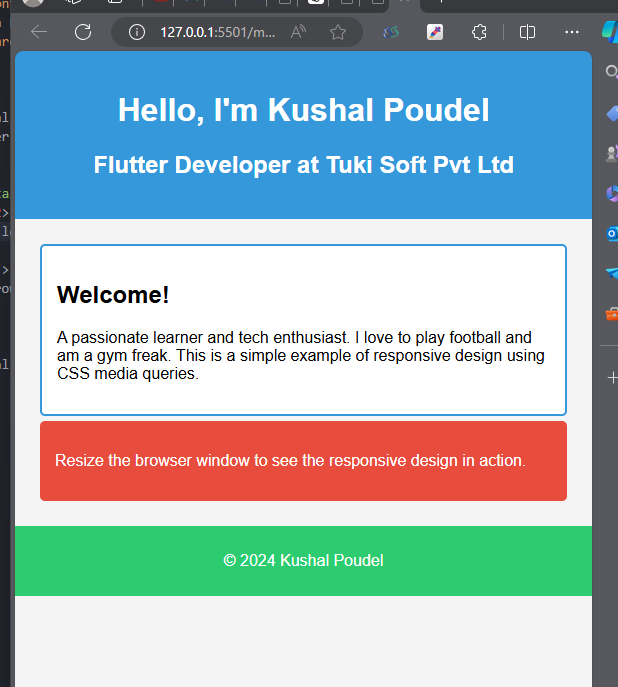 127.0.0.1:5501/m...
Hello, I'm Kushal Poudel
Flutter Developer at Tuki Soft Pvt Ltd
Welcome!
A passionate learner and tech enthusiast. I love to play football and
am a gym freak. This is a simple example of responsive design using
CSS media queries.
Resize the browser window to see the responsive design in action.
© 2024 Kushal Poudel